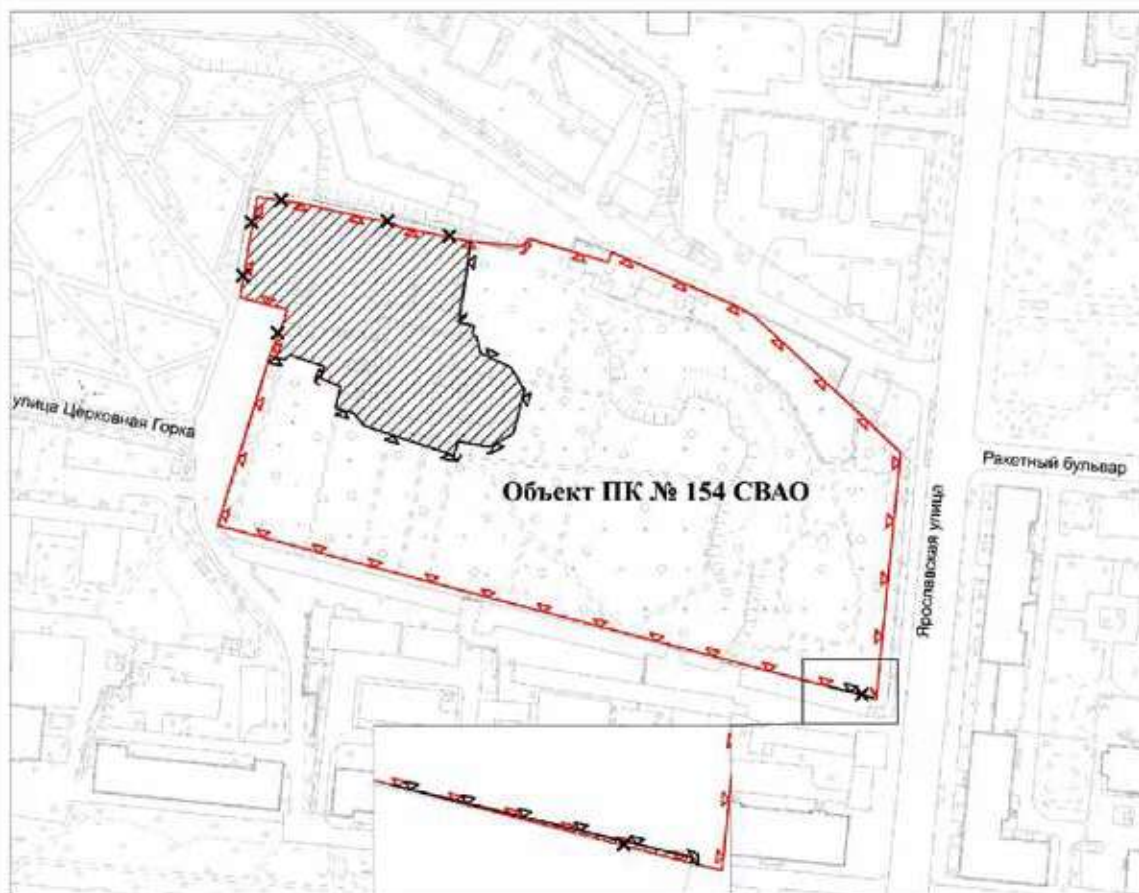 улица Церковная Горка
Ракетный бульвар
Объект ПК № 154 СВАО
Ярославская улица